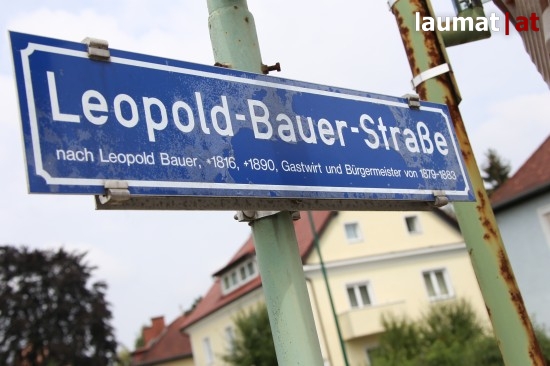 laumat|at
Leopold-Bauer-Straße
nach Leopold Bauer, *1816, +1890, Gastwirt und Bürgermeister von 1879-1883